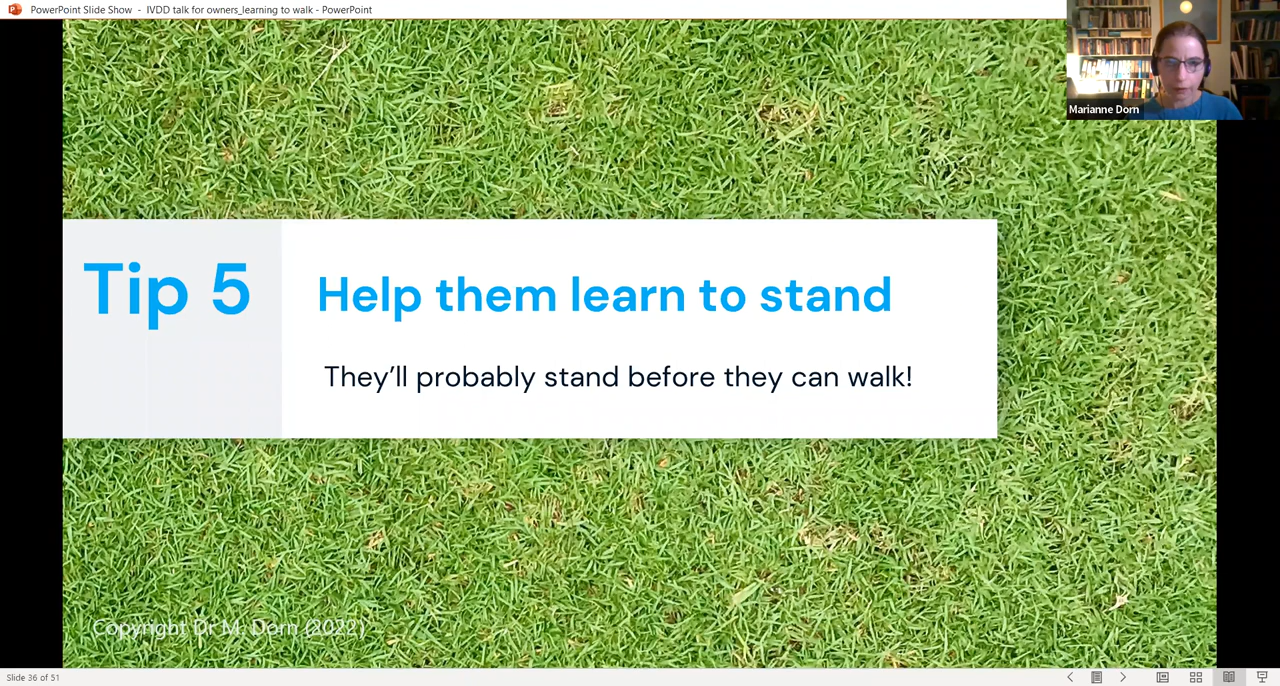 PowerPoint Slide Show - IVDD talk for owners_learning to walk - PowerPoint
Marianne Dorn
Tip 5
Help them learn to stand
They’ll probably stand before they can walk!
Copyright Dr M. Dorn (2022)
Slide 36 of 51